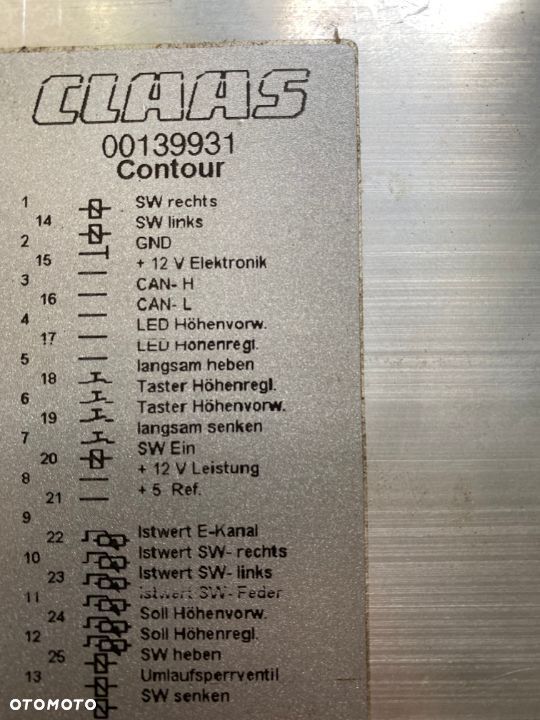 CLAAS
00139931
Contour
1 SW rechts
14 SW links
2 GND
15 + 12 V Elektronik
3 CAN- H
16 CAN- L
4 LED Höhenvorw.
17 LED Höhenregl.
5 langsam heben
18 Taster Höhenregl.
6 Taster Höhenvorw.
19 langsam senken
7 SW Ein
20 + 12 V Leistung
8 + 5 Ref.
21
9
22 Istwert E-Kanal
10 Istwert SW- rechts
23 Istwert SW- links
11 Istwert SW- Feder
24 Soll Höhenvorw.
12 Soll Höhenregl.
25 SW heben
13 Umlaufsperrventil
SW senken
OTOMOTO